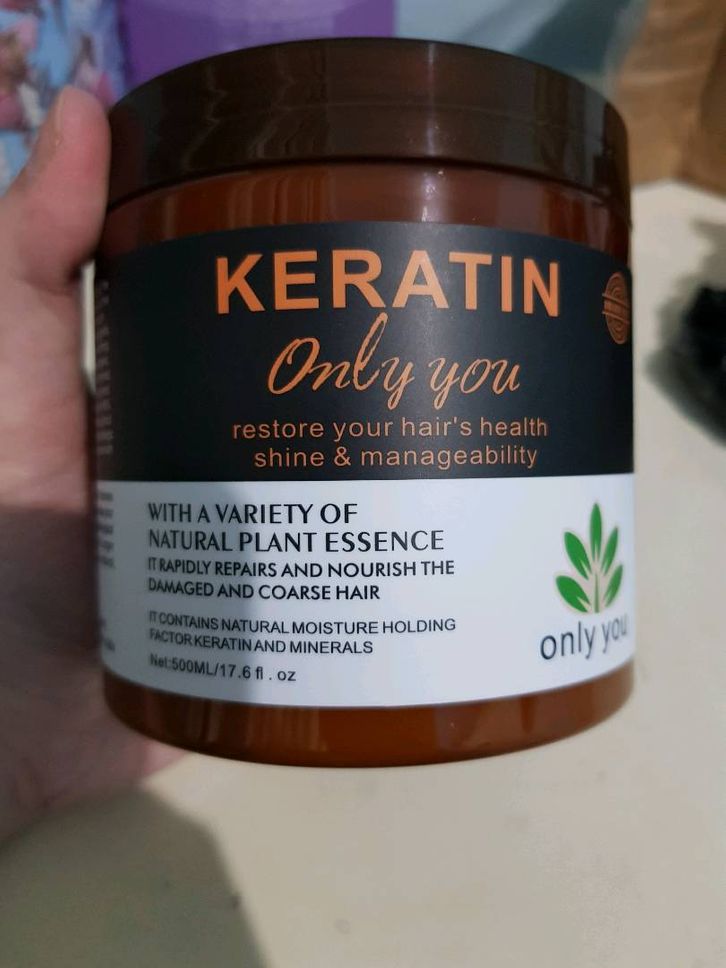 KERATIN
Only you
restore your hair's health
shine & manageability
WITH A VARIETY OF
NATURAL PLANT ESSENCE
IT RAPIDLY REPAIRS AND NOURISH THE
DAMAGED AND COARSE HAIR
IT CONTAINS NATURAL MOISTURE HOLDING
FACTOR KERATIN AND MINERALS
Net:500ML/17.6 fl . oz
only you